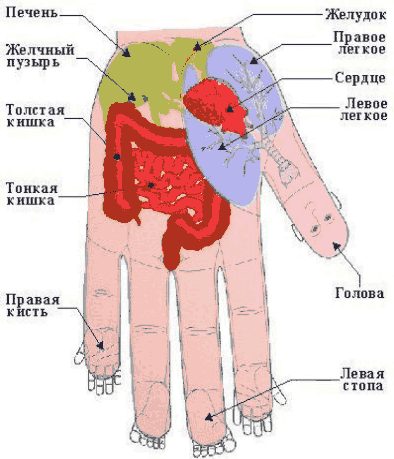 Печень
Желчный
пузырь
Толстая
кишка
Тонкая
кишка
Правая
кисть
Желудок
Правое
легкое
Сердце
Левое
легкое
Голова
Левая
стопа